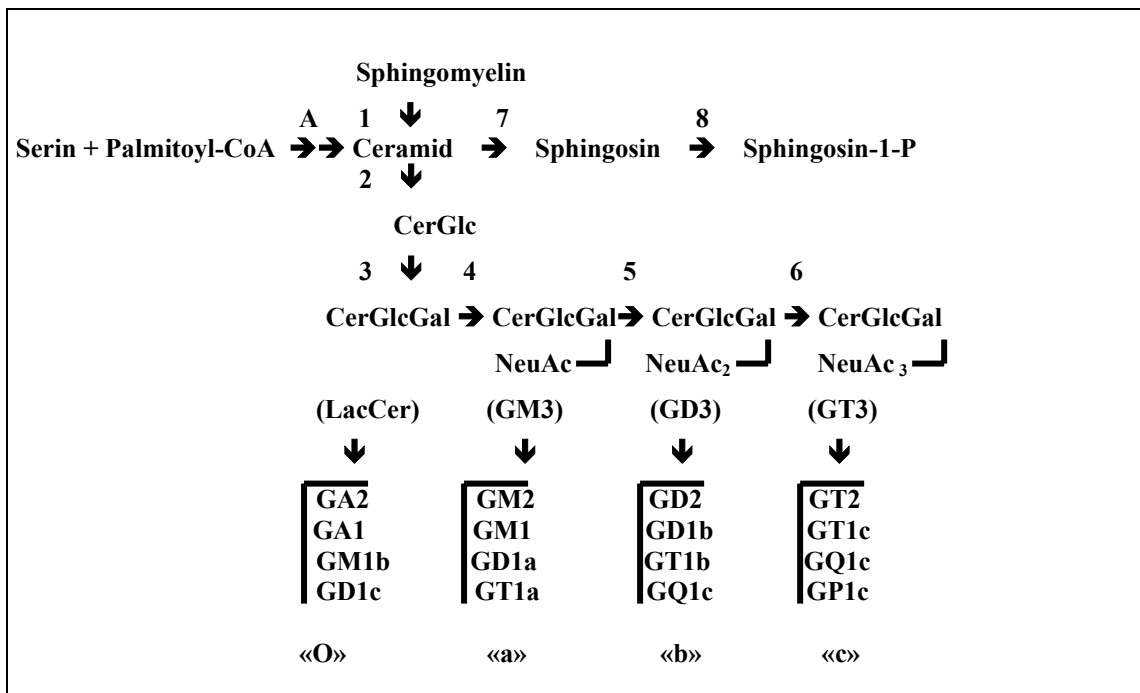 Sphingomyelin
A 1 7 8
Serin + Palmitoyl-CoA ➔➔ Ceramid ➔ Sphingosin ➔ Sphingosin-1-P
2
CerGlc
3 4 5 6
CerGlcGal ➔ CerGlcGal ➔ CerGlcGal ➔ CerGlcGal
NeuAc NeuAc₂ NeuAc ₃
(LacCer) (GM3) (GD3) (GT3)
GA2 GM2 GD2 GT2
GA1 GM1 GD1b GT1c
GM1b GD1a GT1b GQ1c
GD1c GT1a GQ1c GP1c
«O» «a» «b» «c»